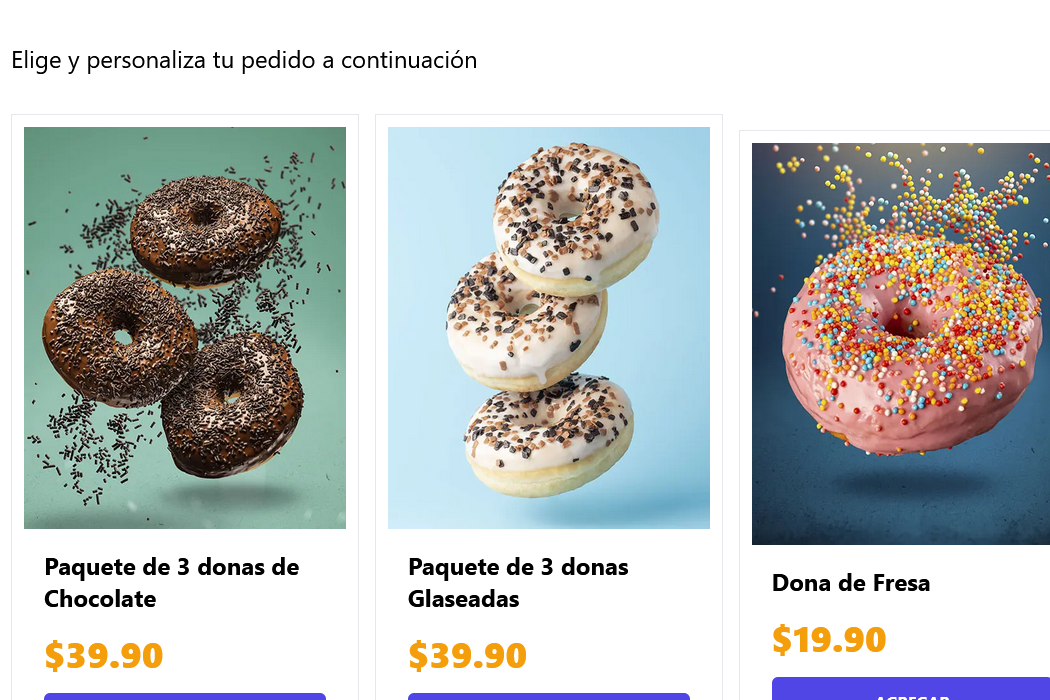 Elige y personaliza tu pedido a continuación
Paquete de 3 donas de
Chocolate
$39.90
Paquete de 3 donas
Glaseadas
$39.90
Dona de Fresa
$19.90
AGREGAR